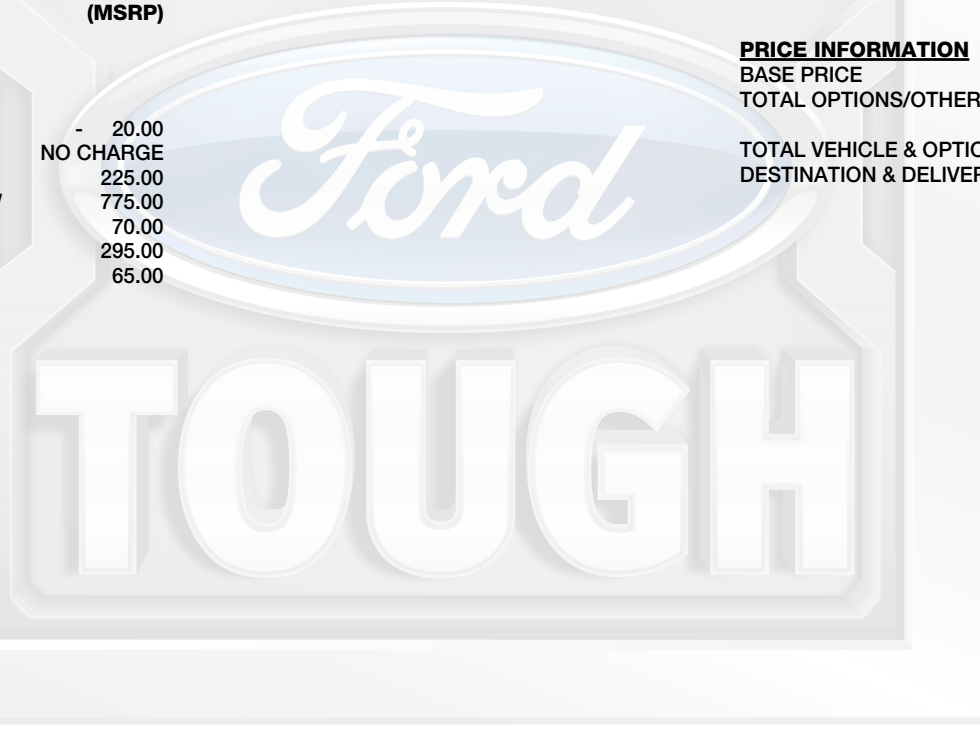 (MSRP)
- 20.00
NO CHARGE
225.00
775.00
70.00
295.00
65.00
PRICE INFORMATION
BASE PRICE
TOTAL OPTIONS/OTHER
TOTAL VEHICLE & OPTIO
DESTINATION & DELIVER
Ford
TOUGH